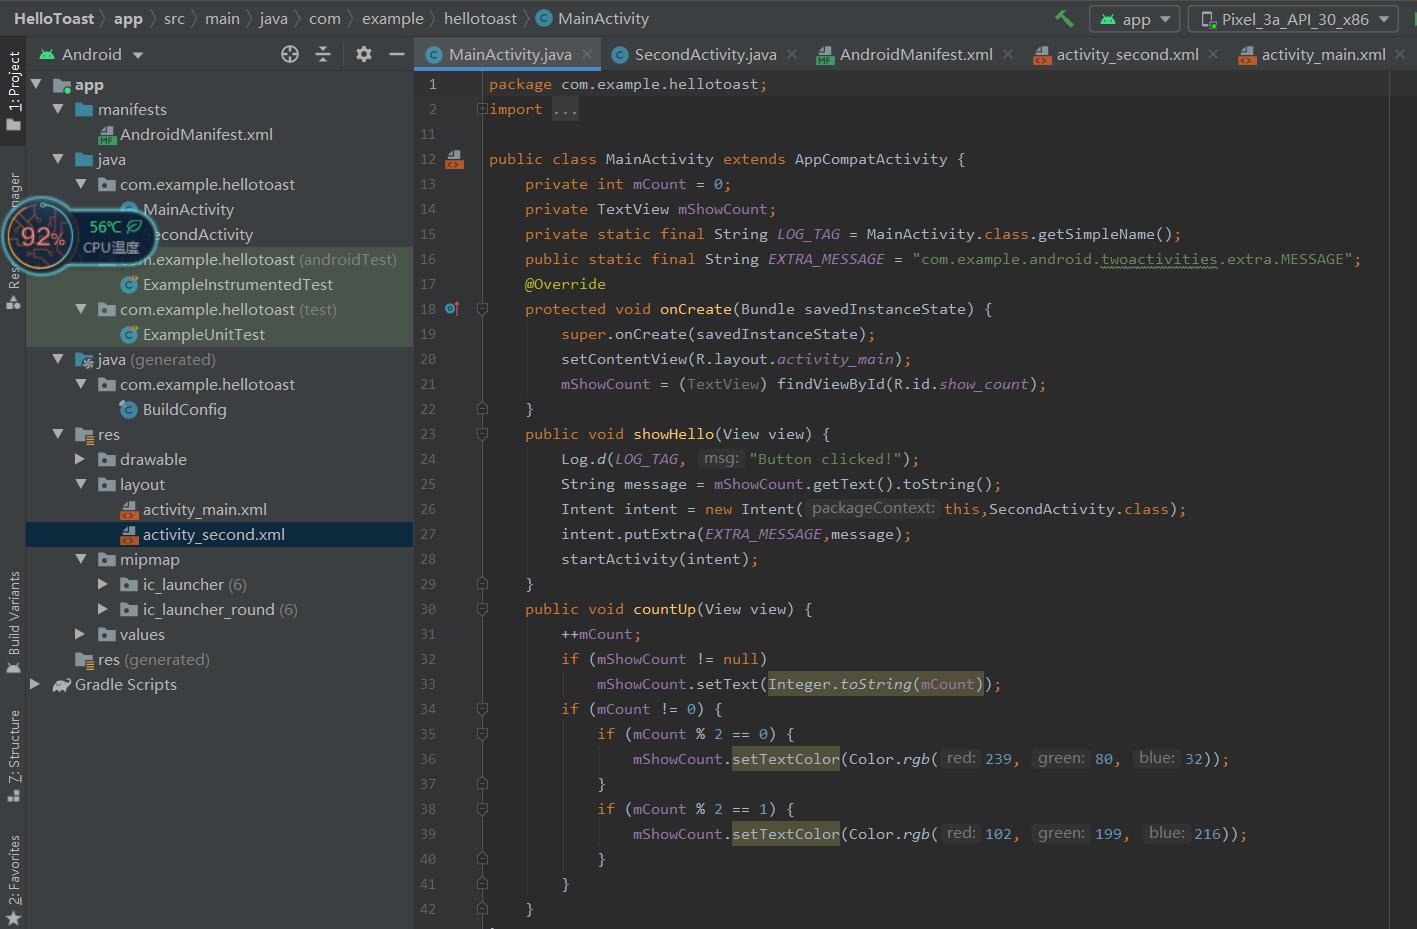 HelloToast app src main java com example hellotoast MainActivity app Pixel_3a_API_30_x86
1: Project
Android
MainActivity.java SecondActivity.java AndroidManifest.xml activity_second.xml activity_main.xml
app
manifests
AndroidManifest.xml
java
com.example.hellotoast
MainActivity
econdActivity
om.example.hellotoast (androidTest)
ExampleInstrumentedTest
com.example.hellotoast (test)
ExampleUnitTest
java (generated)
com.example.hellotoast
BuildConfig
res
drawable
layout
activity_main.xml
activity_second.xml
mipmap
ic_launcher (6)
ic_launcher_round (6)
values
res (generated)
Gradle Scripts
92%
56℃
CPU温度
Build Variants
7: Structure
2: Favorites
1 package com.example.hellotoast;
2 import ...
11
12 public class MainActivity extends AppCompatActivity {
13 private int mCount = 0;
14 private TextView mShowCount;
15 private static final String LOG_TAG = MainActivity.class.getSimpleName();
16 public static final String EXTRA_MESSAGE = "com.example.android.twoactivities.extra.MESSAGE";
17 @Override
18 protected void onCreate(Bundle savedInstanceState) {
19 super.onCreate(savedInstanceState);
20 setContentView(R.layout.activity_main);
21 mShowCount = (TextView) findViewById(R.id.show_count);
22 }
23 public void showHello(View view) {
24 Log.d(LOG_TAG, msg: "Button clicked!");
25 String message = mShowCount.getText().toString();
26 Intent intent = new Intent( packageContext: this,SecondActivity.class);
27 intent.putExtra(EXTRA_MESSAGE,message);
28 startActivity(intent);
29 }
30 public void countUp(View view) {
31 ++mCount;
32 if (mShowCount != null)
33 mShowCount.setText(Integer.toString(mCount));
34 if (mCount != 0) {
35 if (mCount % 2 == 0) {
36 mShowCount.setTextColor(Color.rgb( red: 239, green: 80, blue: 32));
37 }
38 if (mCount % 2 == 1) {
39 mShowCount.setTextColor(Color.rgb( red: 102, green: 199, blue: 216));
40 }
41 }
42 }